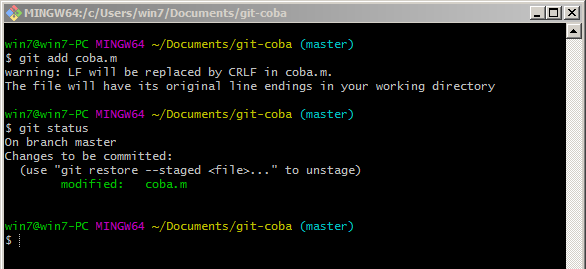 MINGW64:/c/Users/win7/Documents/git-coba
win7@win7-PC MINGW64 ~/Documents/git-coba (master)
$ git add coba.m
warning: LF will be replaced by CRLF in coba.m.
The file will have its original line endings in your working directory
win7@win7-PC MINGW64 ~/Documents/git-coba (master)
$ git status
On branch master
Changes to be committed:
  (use "git restore --staged <file>..." to unstage)
        modified:   coba.m
win7@win7-PC MINGW64 ~/Documents/git-coba (master)
$